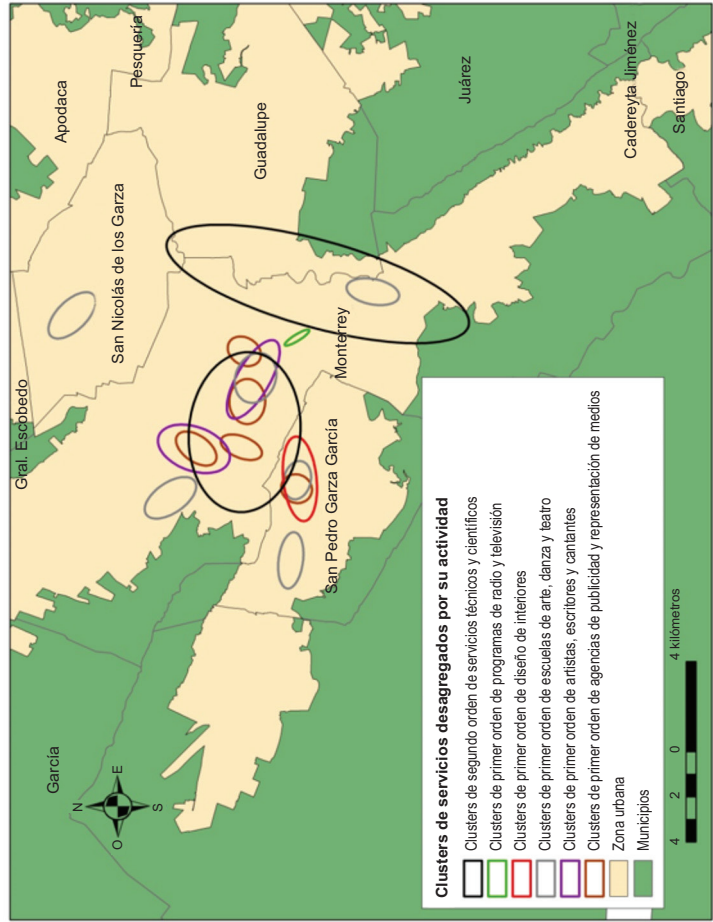 Gral. Escobedo
Apodaca
Pesquería
García
San Nicolás de los Garza
Guadalupe
Monterrey
San Pedro Garza García
Juárez
Cadereyta Jiménez
Santiago
N
O
E
S
Clusters de servicios desagregados por su actividad
Clusters de segundo orden de servicios técnicos y científicos
Clusters de primer orden de programas de radio y televisión
Clusters de primer orden de diseño de interiores
Clusters de primer orden de escuelas de arte, danza y teatro
Clusters de primer orden de artistas, escritores y cantantes
Clusters de primer orden de agencias de publicidad y representación de medios
Zona urbana
Municipios
4 2 0 4 kilómetros